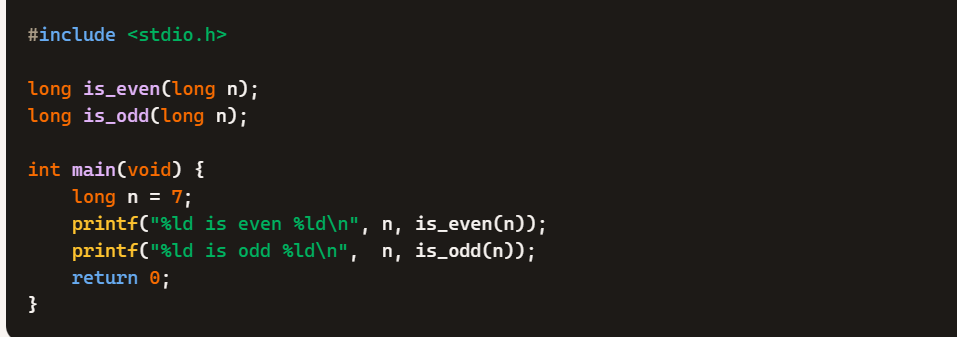 #include <stdio.h>
long is_even(long n);
long is_odd(long n);
int main(void) {
    long n = 7;
    printf("%ld is even %ld\n", n, is_even(n));
    printf("%ld is odd %ld\n",  n, is_odd(n));
    return 0;
}